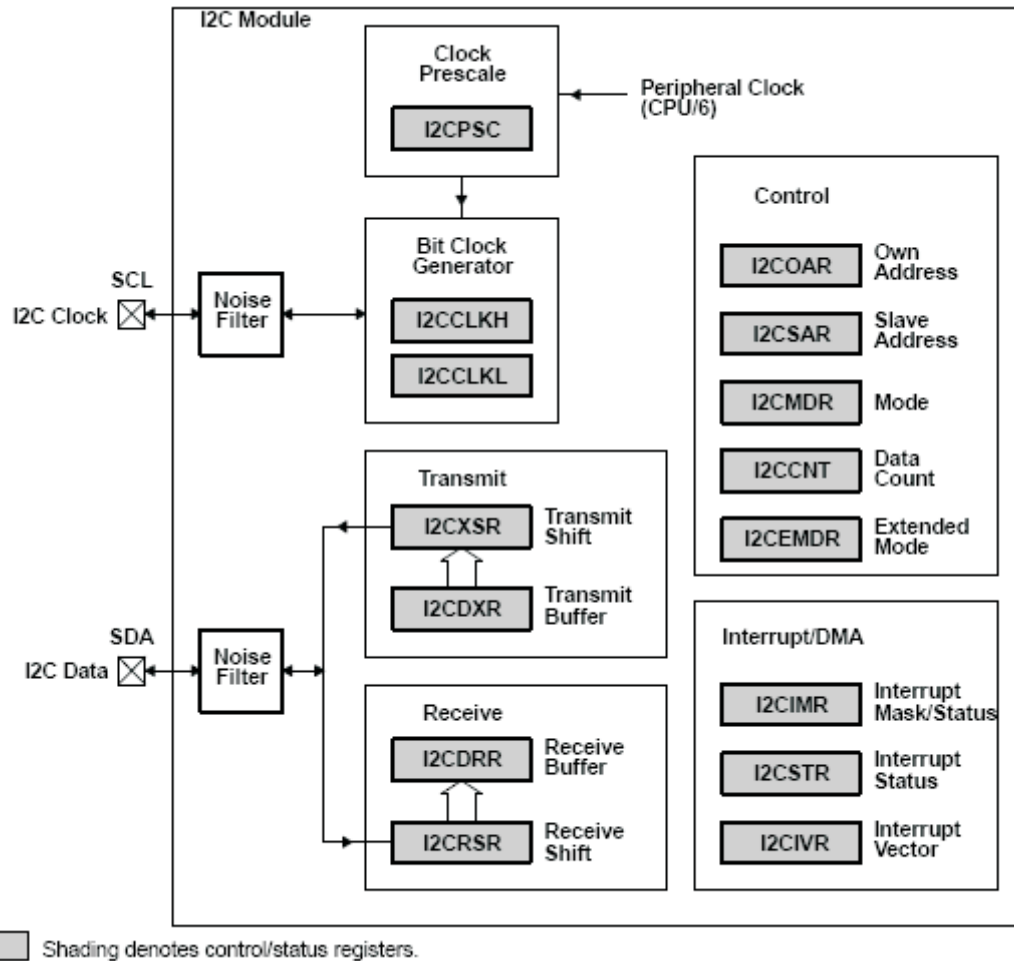 I2C Module
Clock
Prescale
I2CPSC
Peripheral Clock
(CPU/6)
Bit Clock
Generator
I2CCLKH
I2CCLKL
SCL
I2C Clock
Noise
Filter
Control
I2COAR
Own
Address
I2CSAR
Slave
Address
I2CMDR
Mode
I2CCNT
Data
Count
I2CEMDR
Extended
Mode
Transmit
I2CXSR
Transmit
Shift
I2CDXR
Transmit
Buffer
SDA
I2C Data
Noise
Filter
Receive
I2CDRR
Receive
Buffer
I2CRSR
Receive
Shift
Interrupt/DMA
I2CIMR
Interrupt
Mask/Status
I2CSTR
Interrupt
Status
I2CIVR
Interrupt
Vector
Shading denotes control/status registers.